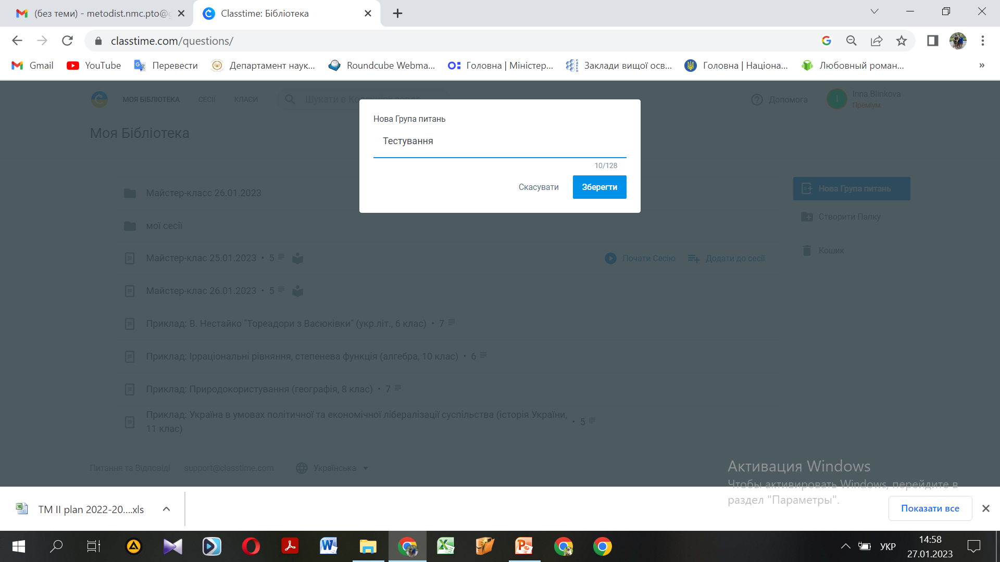 (без теми) - metodist.nmc.pto@g
Classtime: Бібліотека
classtime.com/questions/
Gmail
YouTube
Перевести
Департамент наук...
Roundcube Webma...
Головна | Міністер...
Заклади вищої осв...
Головна | Націона...
Любовный роман...
»
МОЯ БІБЛІОТЕКА
СЕСІЇ
КЛАСИ
Шукати в
Допомога
I
Inna Blinkova
Преміум
Моя Бібліотека
Нова Група питань
Тестування
10/128
Скасувати
Зберегти
Майстер-класс 26.01.2023
мої сесії
Майстер-клас 25.01.2023 • 5
Почати Сесію
Додати до сесії
Майстер-клас 26.01.2023 • 5
Приклад: В. Нестайко "Тореадори з Васюківки" (укр.літ., 6 клас) • 7
Приклад: Ірраціональні рівняння, степенева функція (алгебра, 10 клас) • 6
Приклад: Природокористування (географія, 8 клас) • 7
Приклад: Україна в умовах політичної та економічної лібералізації суспільства (історія України,
11 клас) • 5
Нова Група питань
Створити Папку
Кошик
Питання та Відповіді
support@classtime.com
Українська
Активация Windows
Чтобы активировать Windows, перейдите в
раздел "Параметры".
TM II plan 2022-20....xls
Показати все
УКР
14:58
27.01.2023